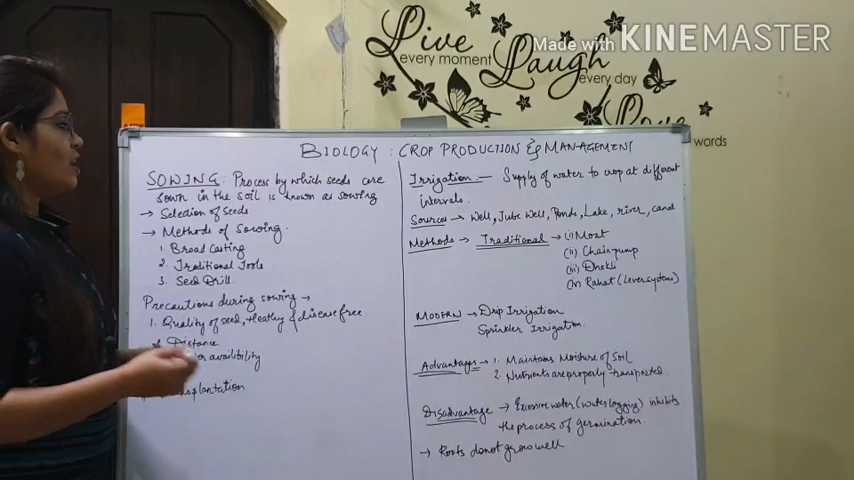 Live
every moment
Laugh
every day
Love
words
Made with KINEMASTER
BIOLOGY : CROP PRODUCTION & MANAGEMENT
SOWING : Process by which seeds are
sown in the soil is known as sowing
→ Selection of seeds
→ Methods of Sowing.
1. Broad Casting
2. Traditional Tools
3. Seed Drill.
Precautions during sowing →
1. Quality of seed, Healthy & disease free
Distance
availitibility
Irrigation :- Supply of water to crop at different
intervals.
Sources → Well, Tube Well, Ponds, Lake, river, canal
Methods → Traditional → (i) Moat
(ii) Chain-pump
(iii) Dhekli
(iv) Rahat (Lever system)
MODERN → Drip Irrigation
Sprinkler Irrigation.
Advantages → 1. Maintains Moisture of Soil
2. Nutrients are properly transported.
Disadvantage → Excessive water (water logging) inhibits
the process of germination.
→ Roots do not grow well